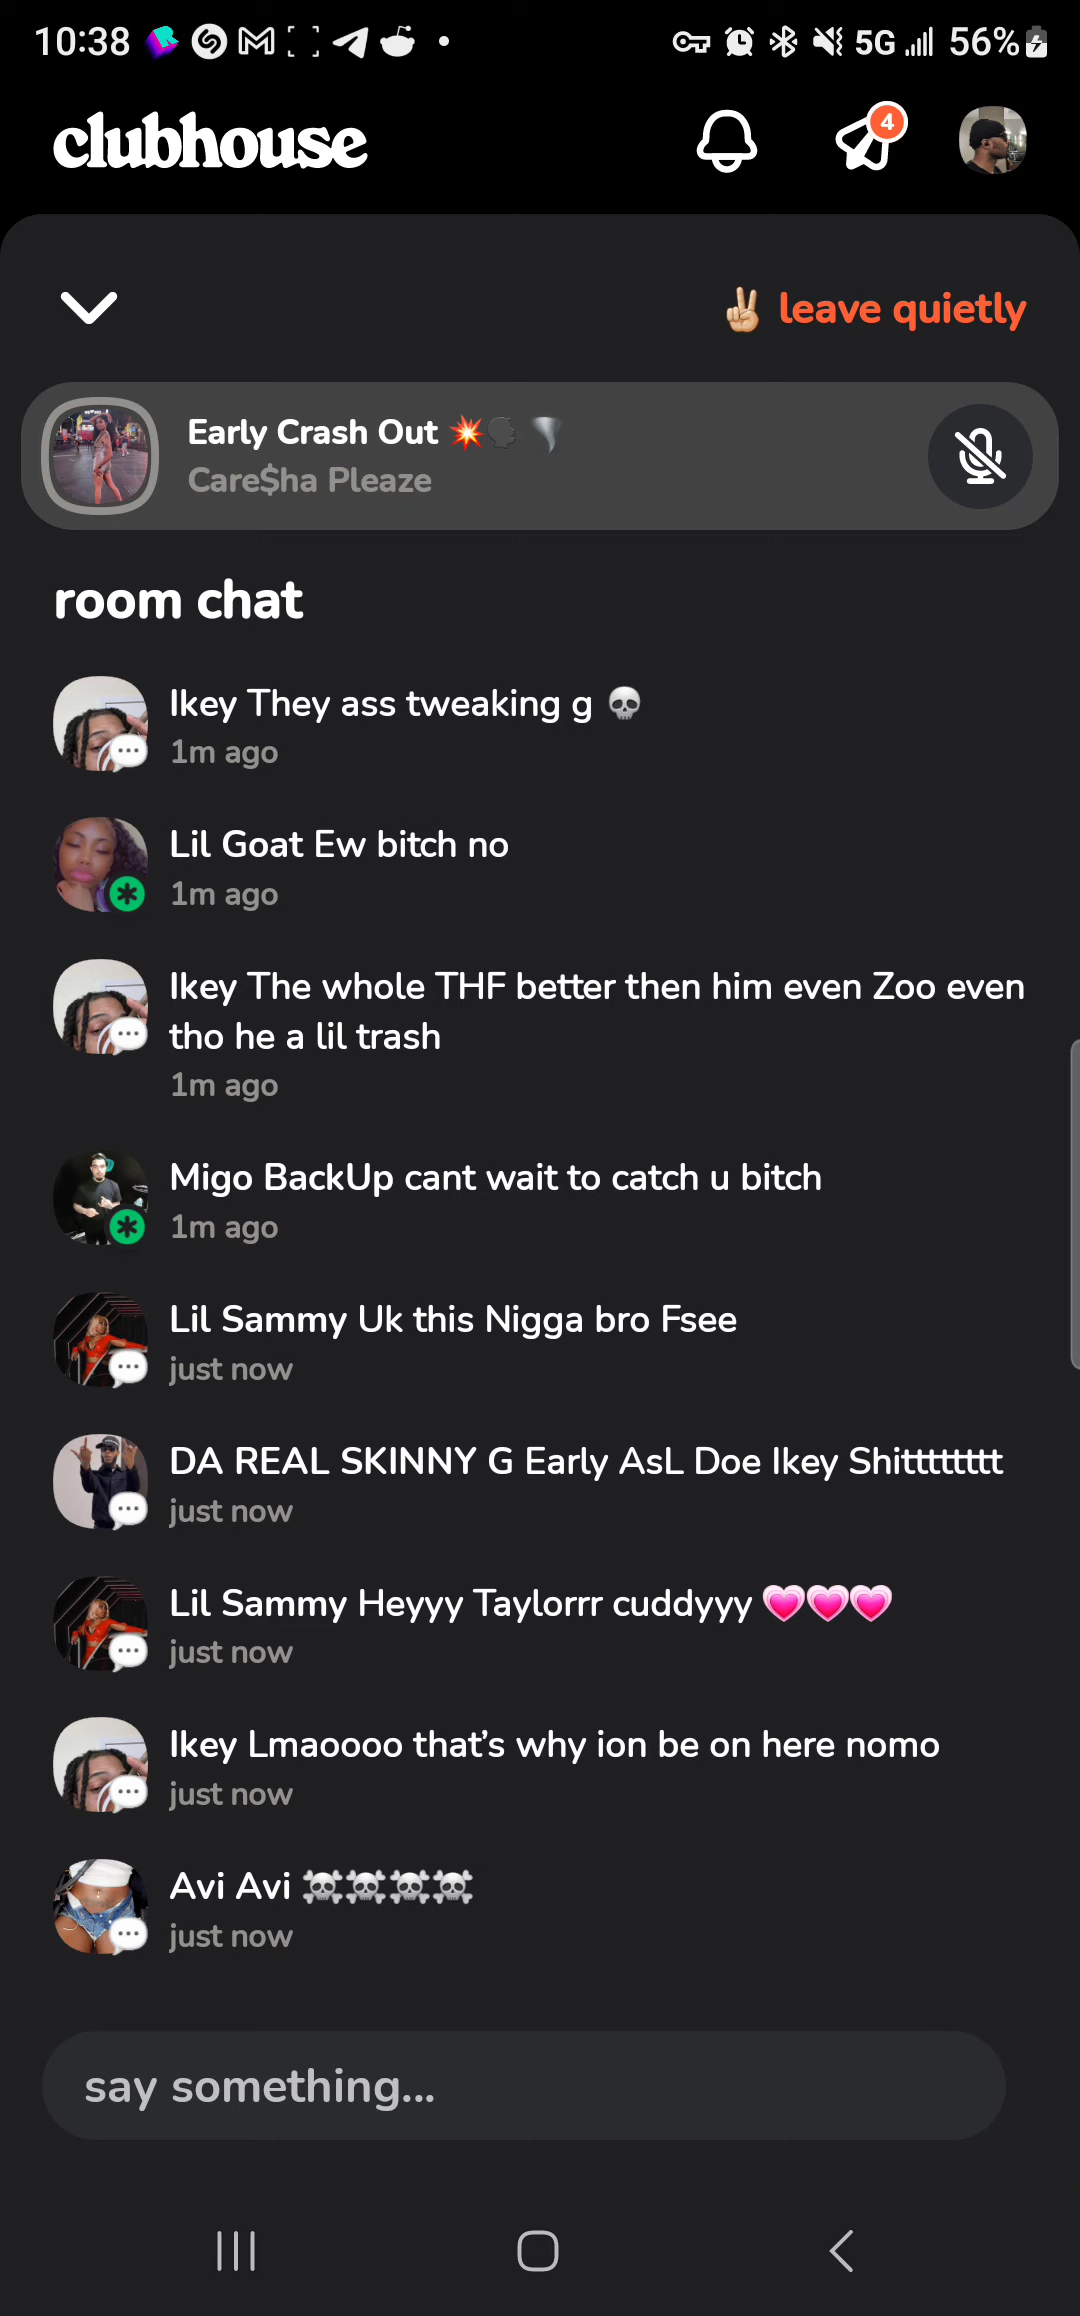 10:38 5G 56%
clubhouse 4
✌🏼 leave quietly
Early Crash Out 💥🗣🌪
Care$ha Pleaze
room chat
Ikey They ass tweaking g 💀
1m ago
Lil Goat Ew bitch no
1m ago
Ikey The whole THF better then him even Zoo even
tho he a lil trash
1m ago
Migo BackUp cant wait to catch u bitch
1m ago
Lil Sammy Uk this Nigga bro Fsee
just now
DA REAL SKINNY G Early AsL Doe Ikey Shitttttttt
just now
Lil Sammy Heyyy Taylorrr cuddyyy 💗💗💗
just now
Ikey Lmaoooo that’s why ion be on here nomo
just now
Avi Avi ☠️☠️☠️☠️
just now
say something...